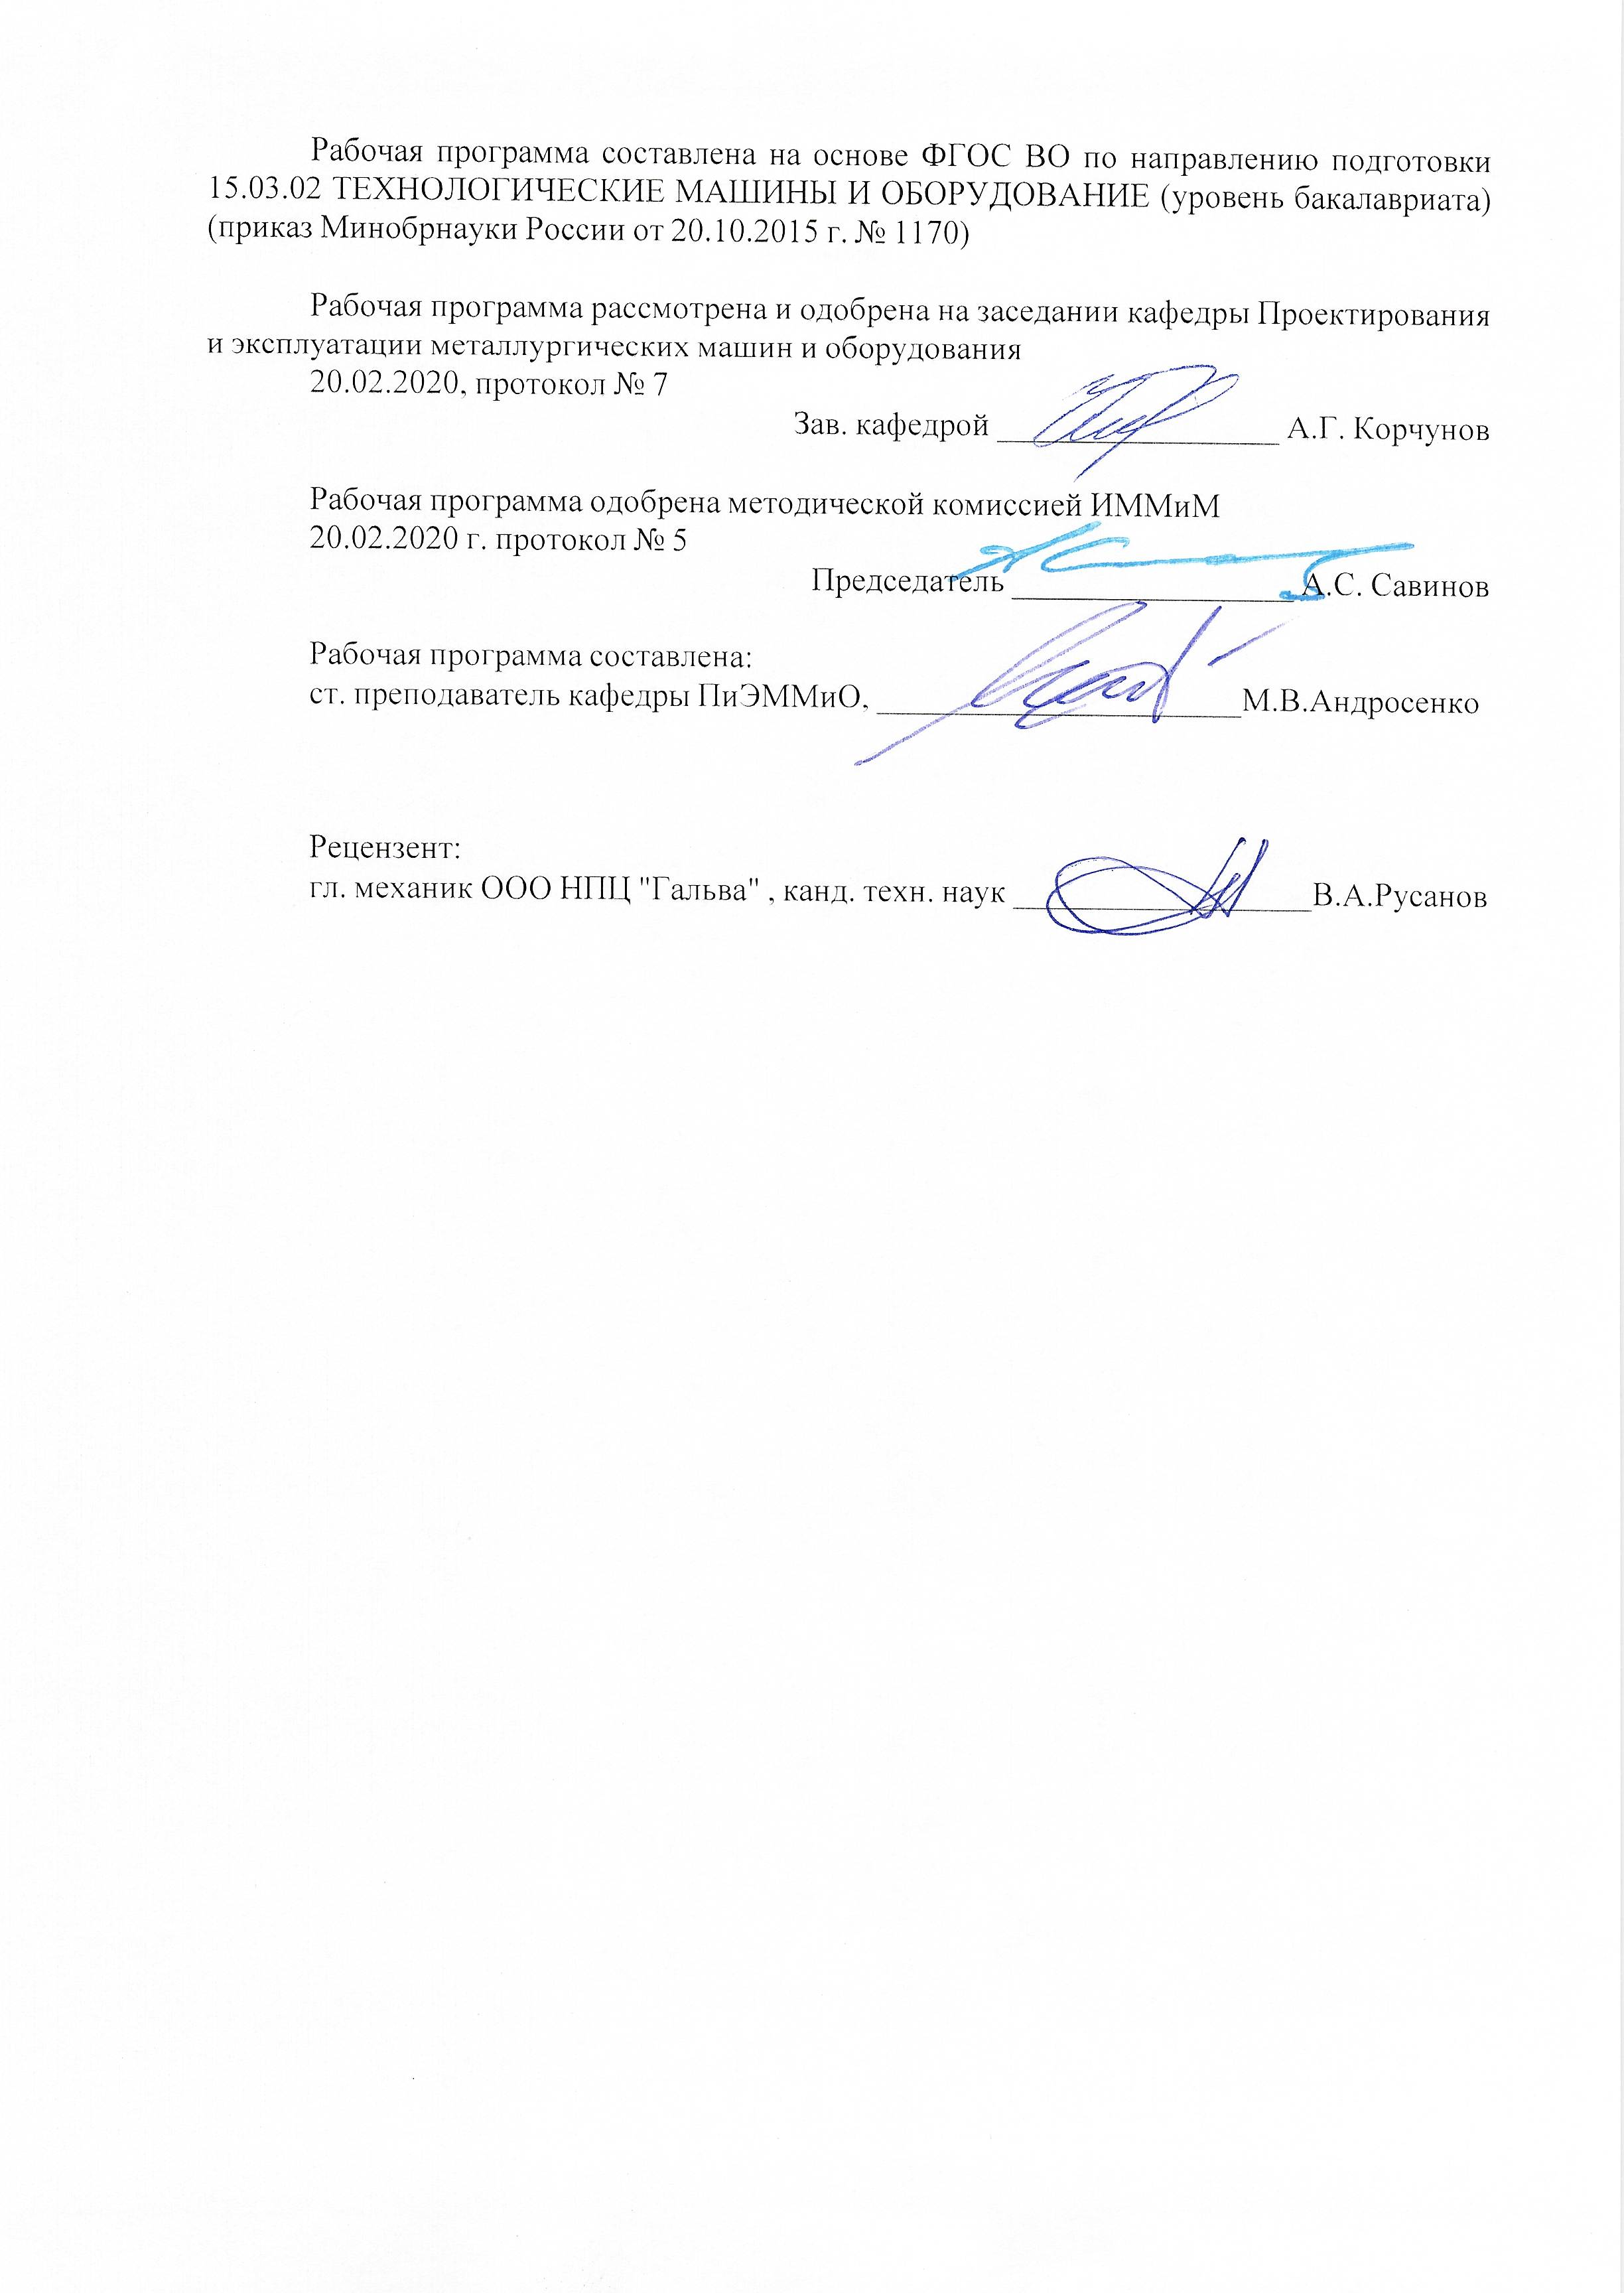 Рабочая программа составлена на основе ФГОС ВО по направлению подготовки
15.03.02 ТЕХНОЛОГИЧЕСКИЕ МАШИНЫ И ОБОРУДОВАНИЕ (уровень бакалавриата)
(приказ Минобрнауки России от 20.10.2015 г. № 1170)
Рабочая программа рассмотрена и одобрена на заседании кафедры Проектирования
и эксплуатации металлургических машин и оборудования
20.02.2020, протокол № 7
Зав. кафедрой ____________________ А.Г. Корчунов
Рабочая программа одобрена методической комиссией ИММиМ
20.02.2020 г. протокол № 5
Председатель ____________________ А.С. Савинов
Рабочая программа составлена:
ст. преподаватель кафедры ПиЭММиО, __________________________М.В.Андросенко
Рецензент:
гл. механик ООО НПЦ "Гальва" , канд. техн. наук _____________________В.А.Русанов